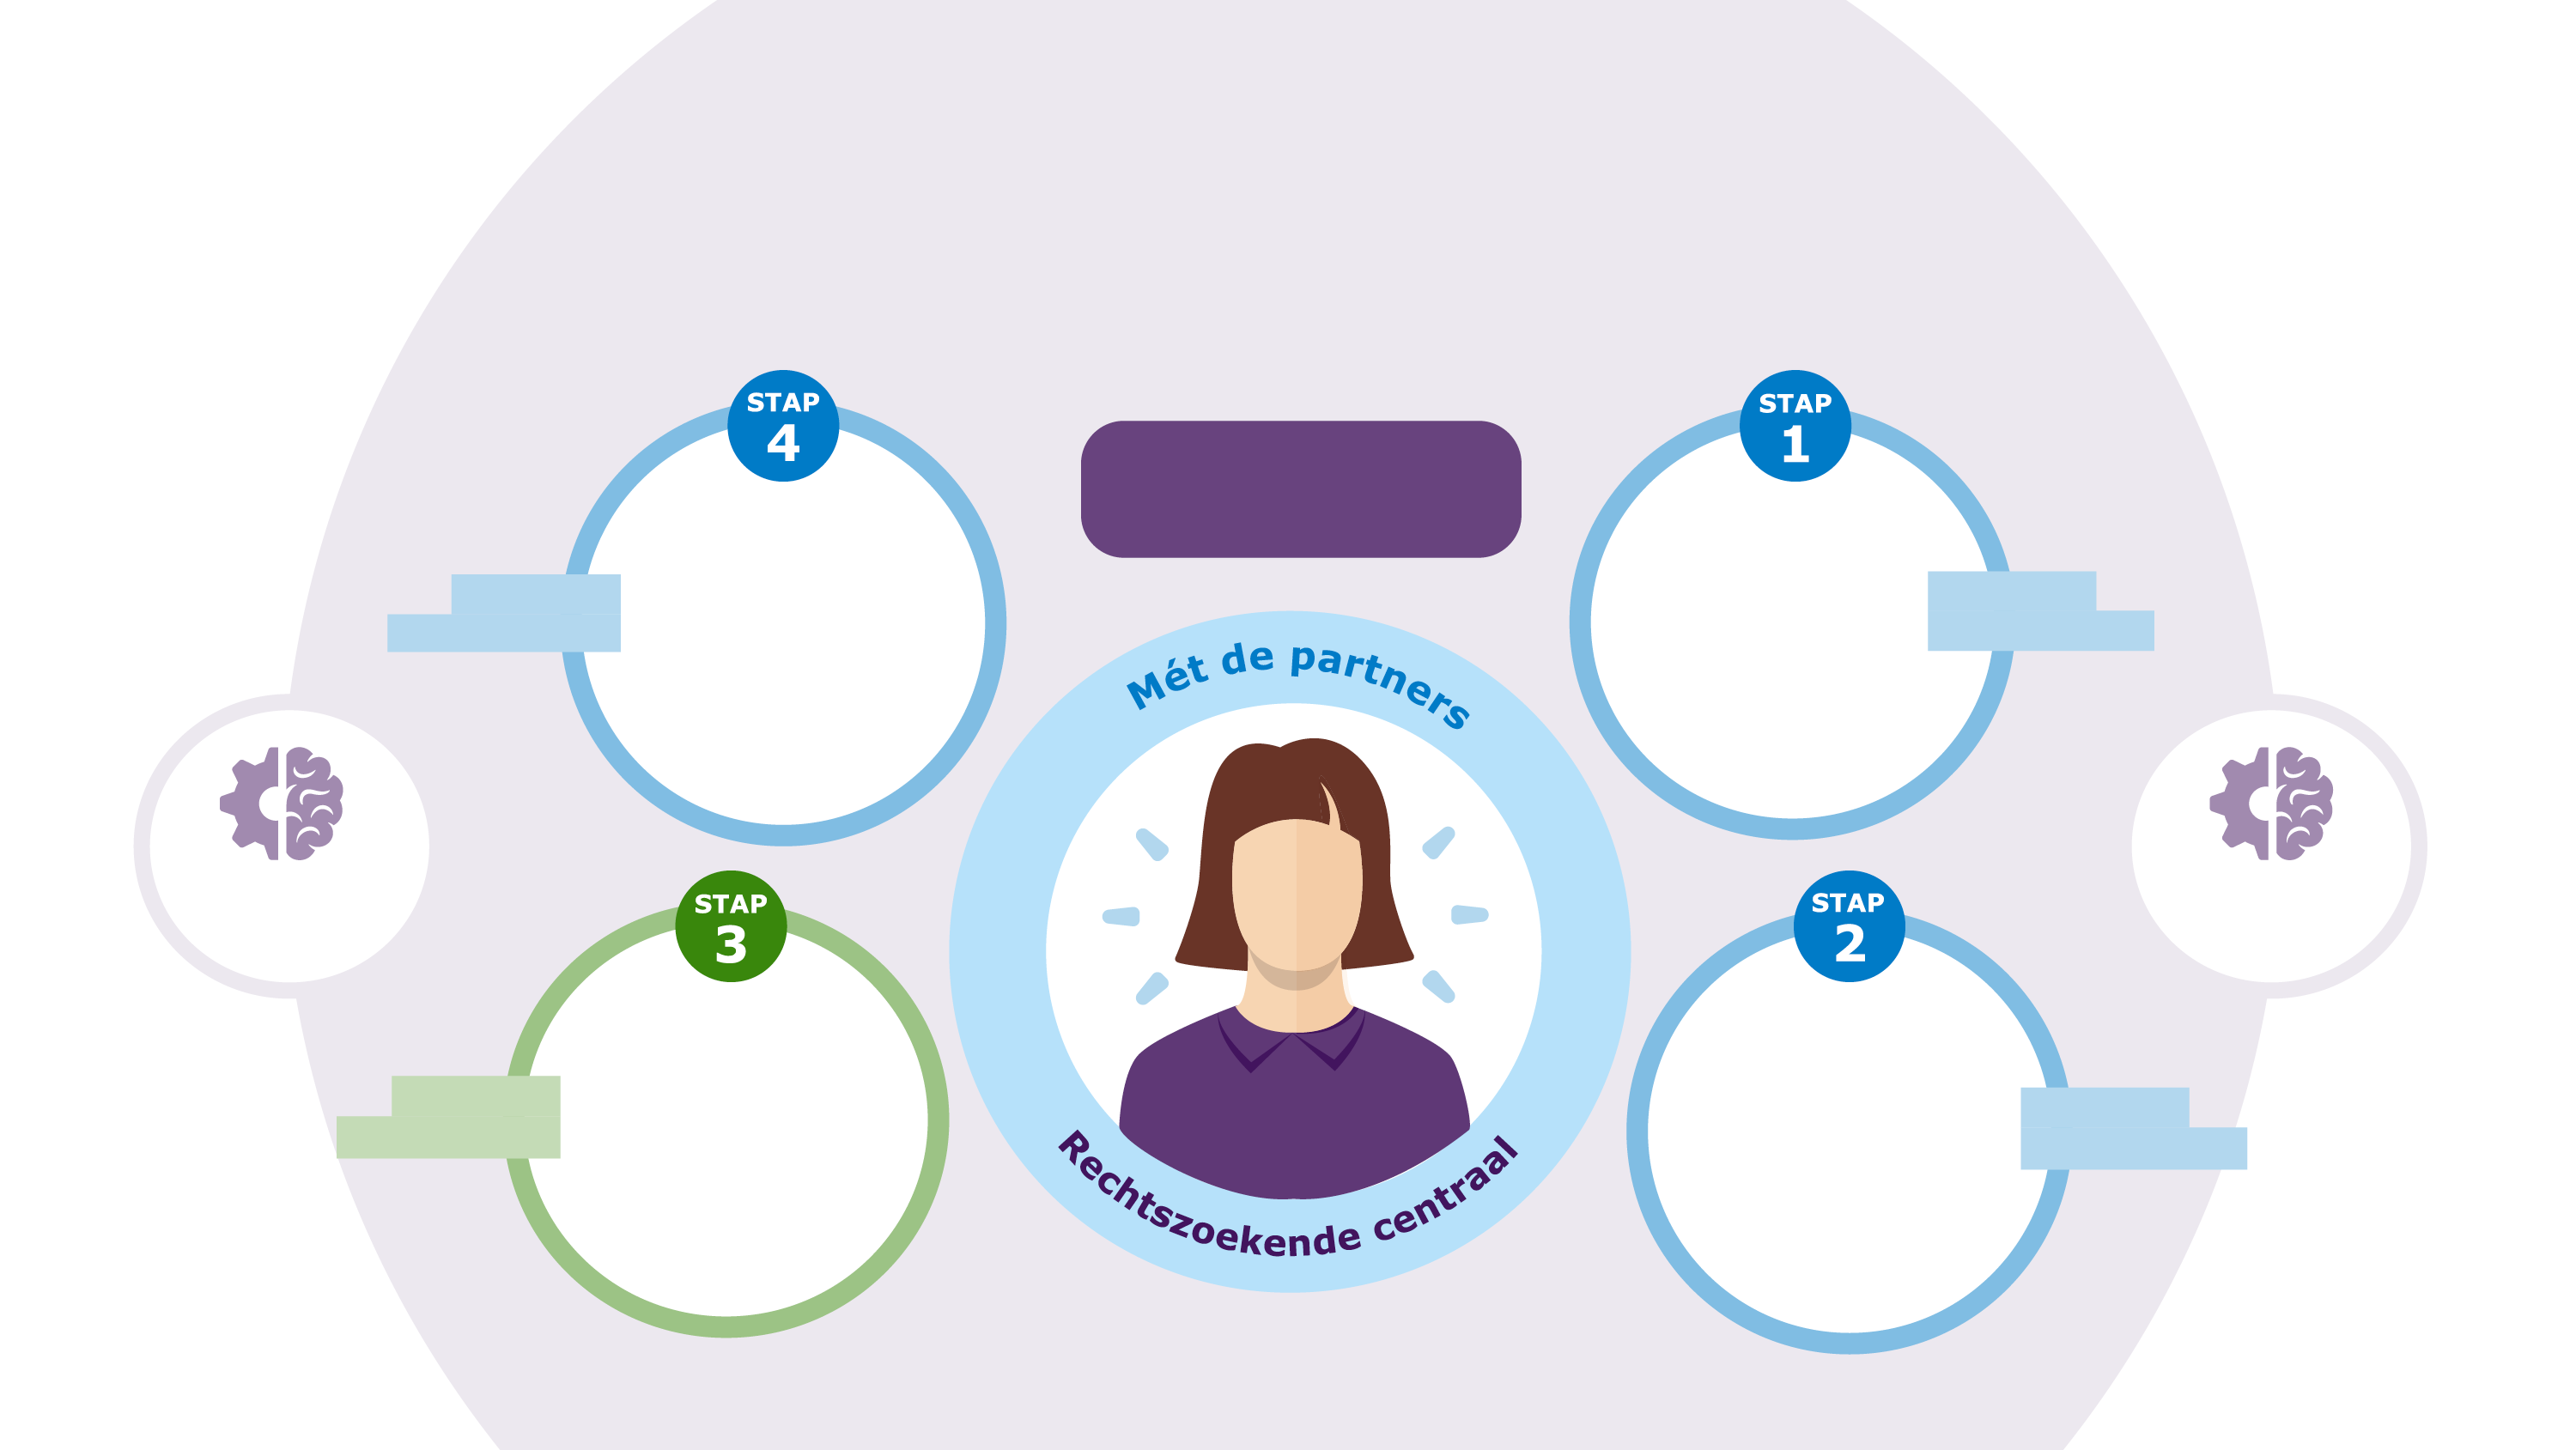 STAP
4
STAP
1
Mét de partners
STAP
3
STAP
2
Rechtszoekende centraal